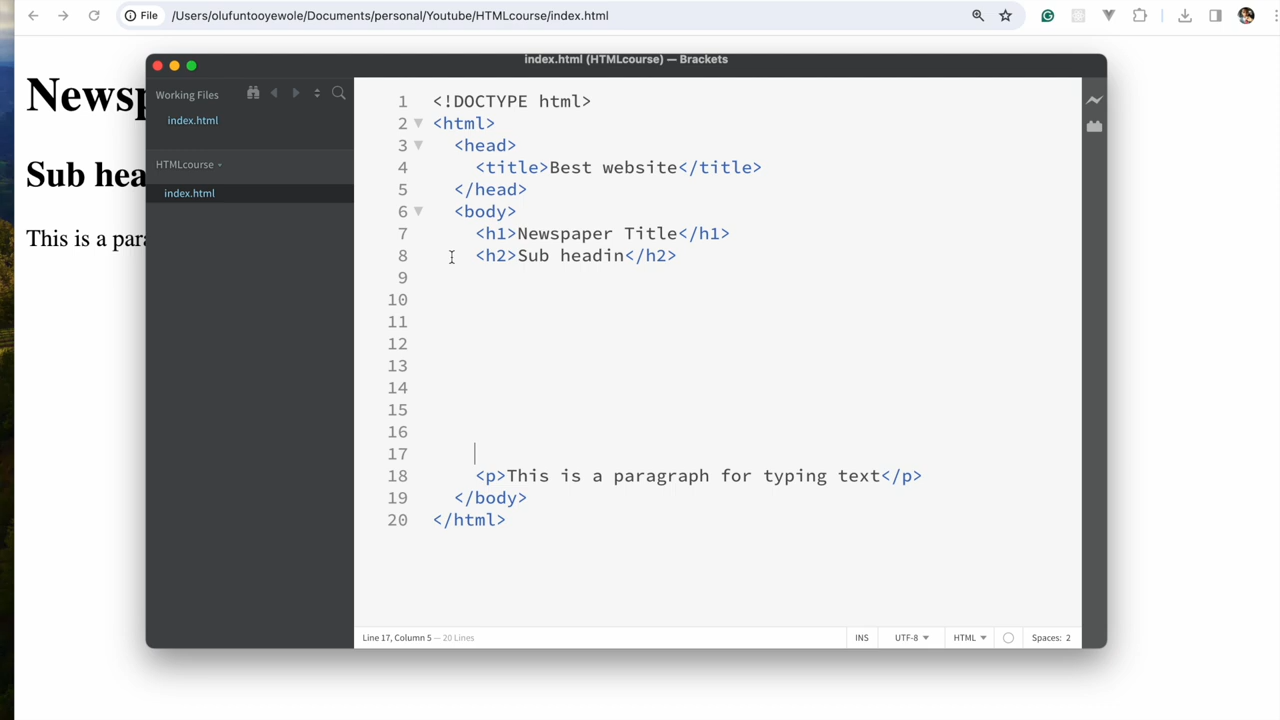 File
/Users/olufuntooyewole/Documents/personal/Youtube/HTMLcourse/index.html
index.html (HTMLcourse) — Brackets
Newsp
Sub hea
This is a para
Working Files
index.html
HTMLcourse
index.html
1 <!DOCTYPE html>
2 <html>
3 <head>
4 <title>Best website</title>
5 </head>
6 <body>
7 <h1>Newspaper Title</h1>
8 <h2>Sub headin</h2>
9
10
11
12
13
14
15
16
17
18 <p>This is a paragraph for typing text</p>
19 </body>
20 </html>
Line 17, Column 5 — 20 Lines
INS
UTF-8
HTML
Spaces: 2